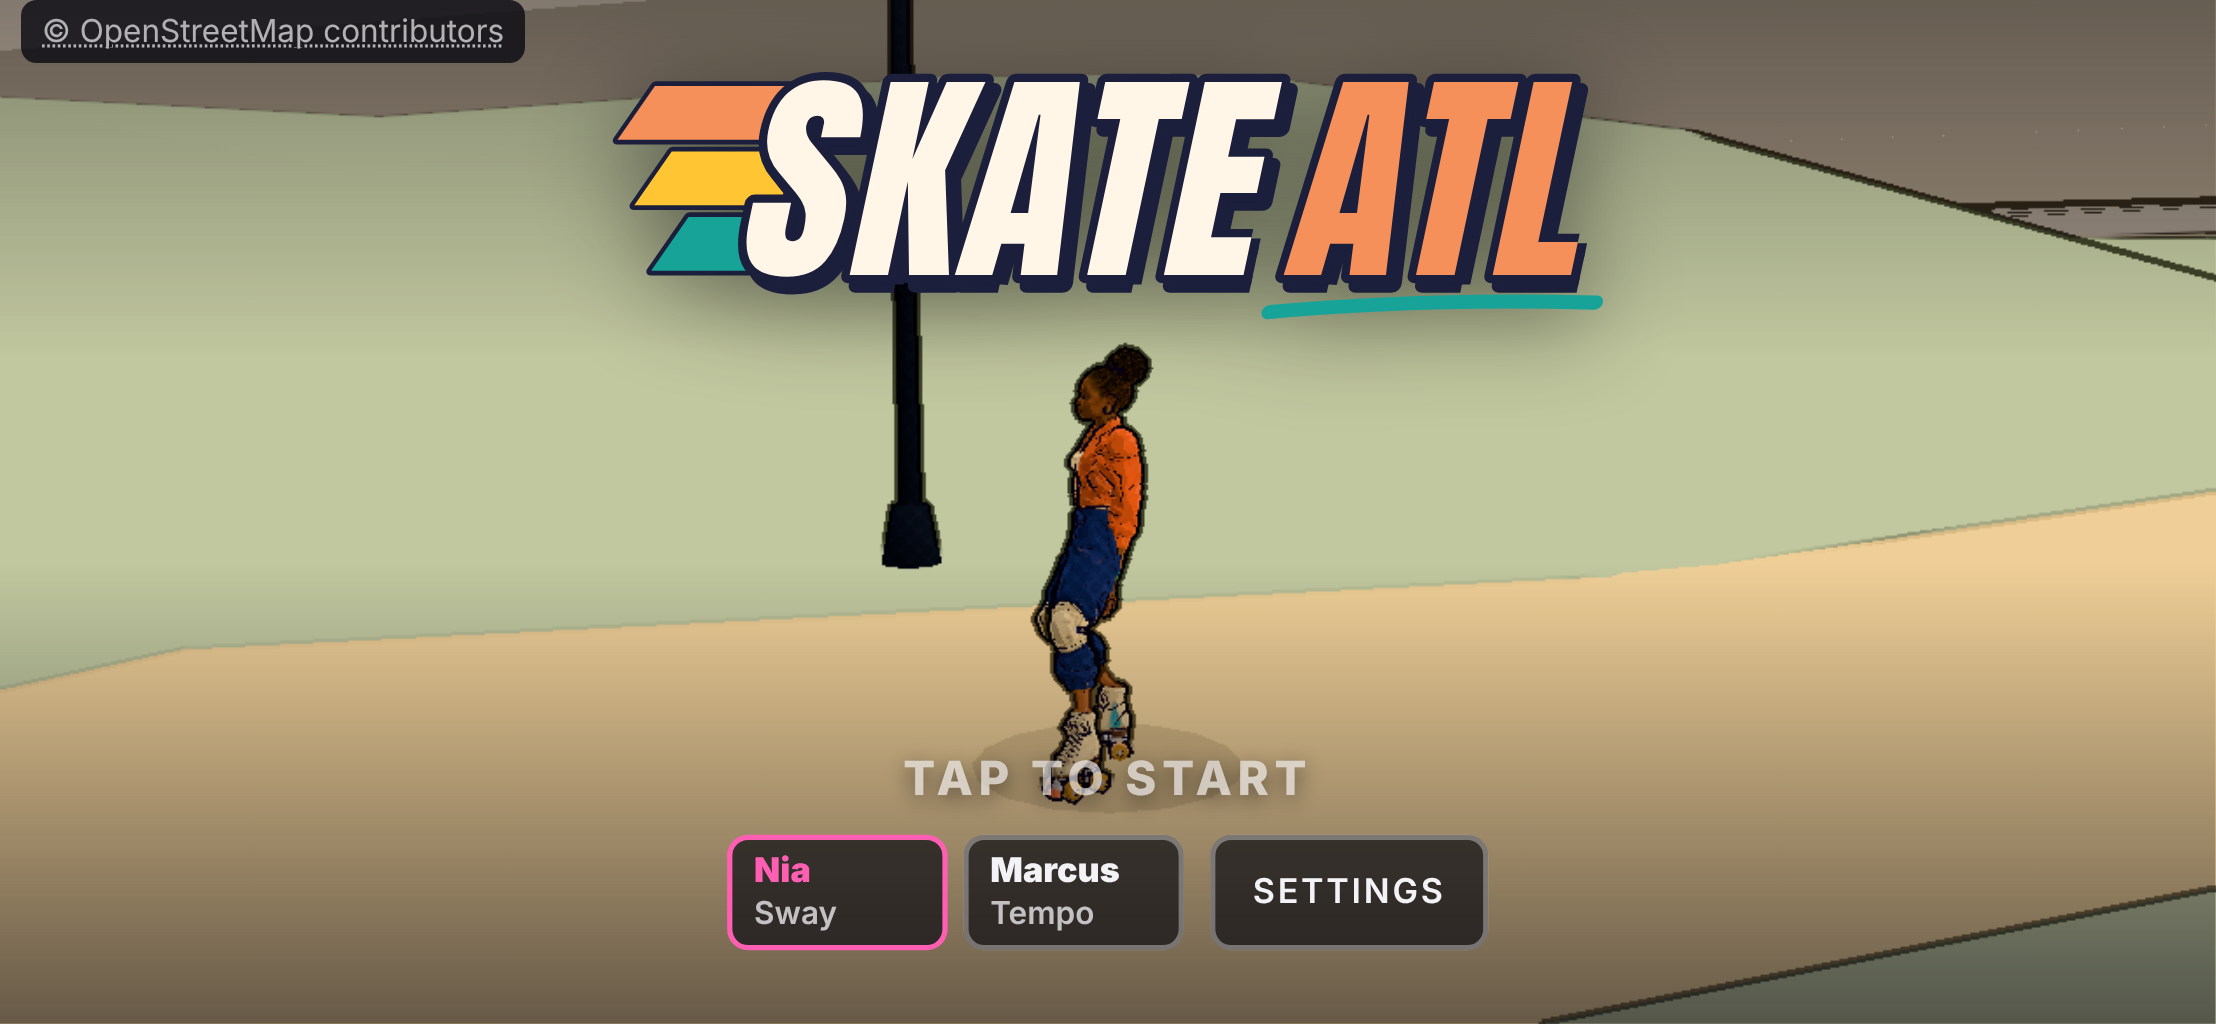 © OpenStreetMap contributors
SKATE ATL
TAP TO START
Nia
Sway
Marcus
Tempo
SETTINGS